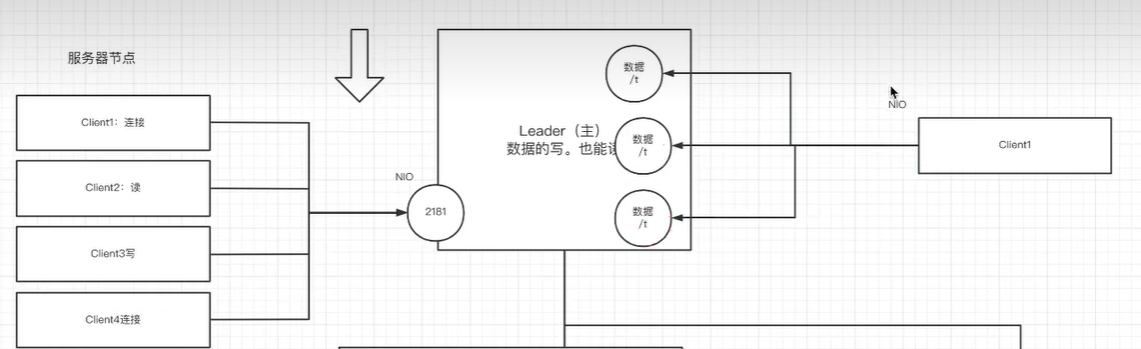 服务器节点
Client1：连接
Client2：读
Client3写
Client4连接
NIO
2181
Leader（主）
数据的写。也能
数据
/t
数据
/t
数据
/t
NIO
Client1